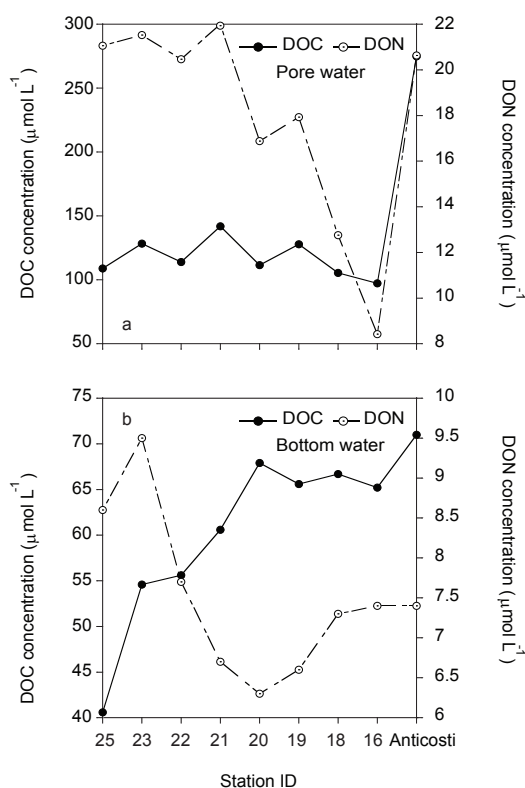 300
250
200
150
100
50
DOC concentration (μmol L⁻¹)
22
20
18
16
14
12
10
8
DON concentration (μmol L⁻¹)
DOC DON
Pore water
a
75
70
65
60
55
50
45
40
DOC concentration (μmol L⁻¹)
10
9.5
9
8.5
8
7.5
7
6.5
6
DON concentration (μmol L⁻¹)
b
DOC DON
Bottom water
25 23 22 21 20 19 18 16 Anticosti
Station ID